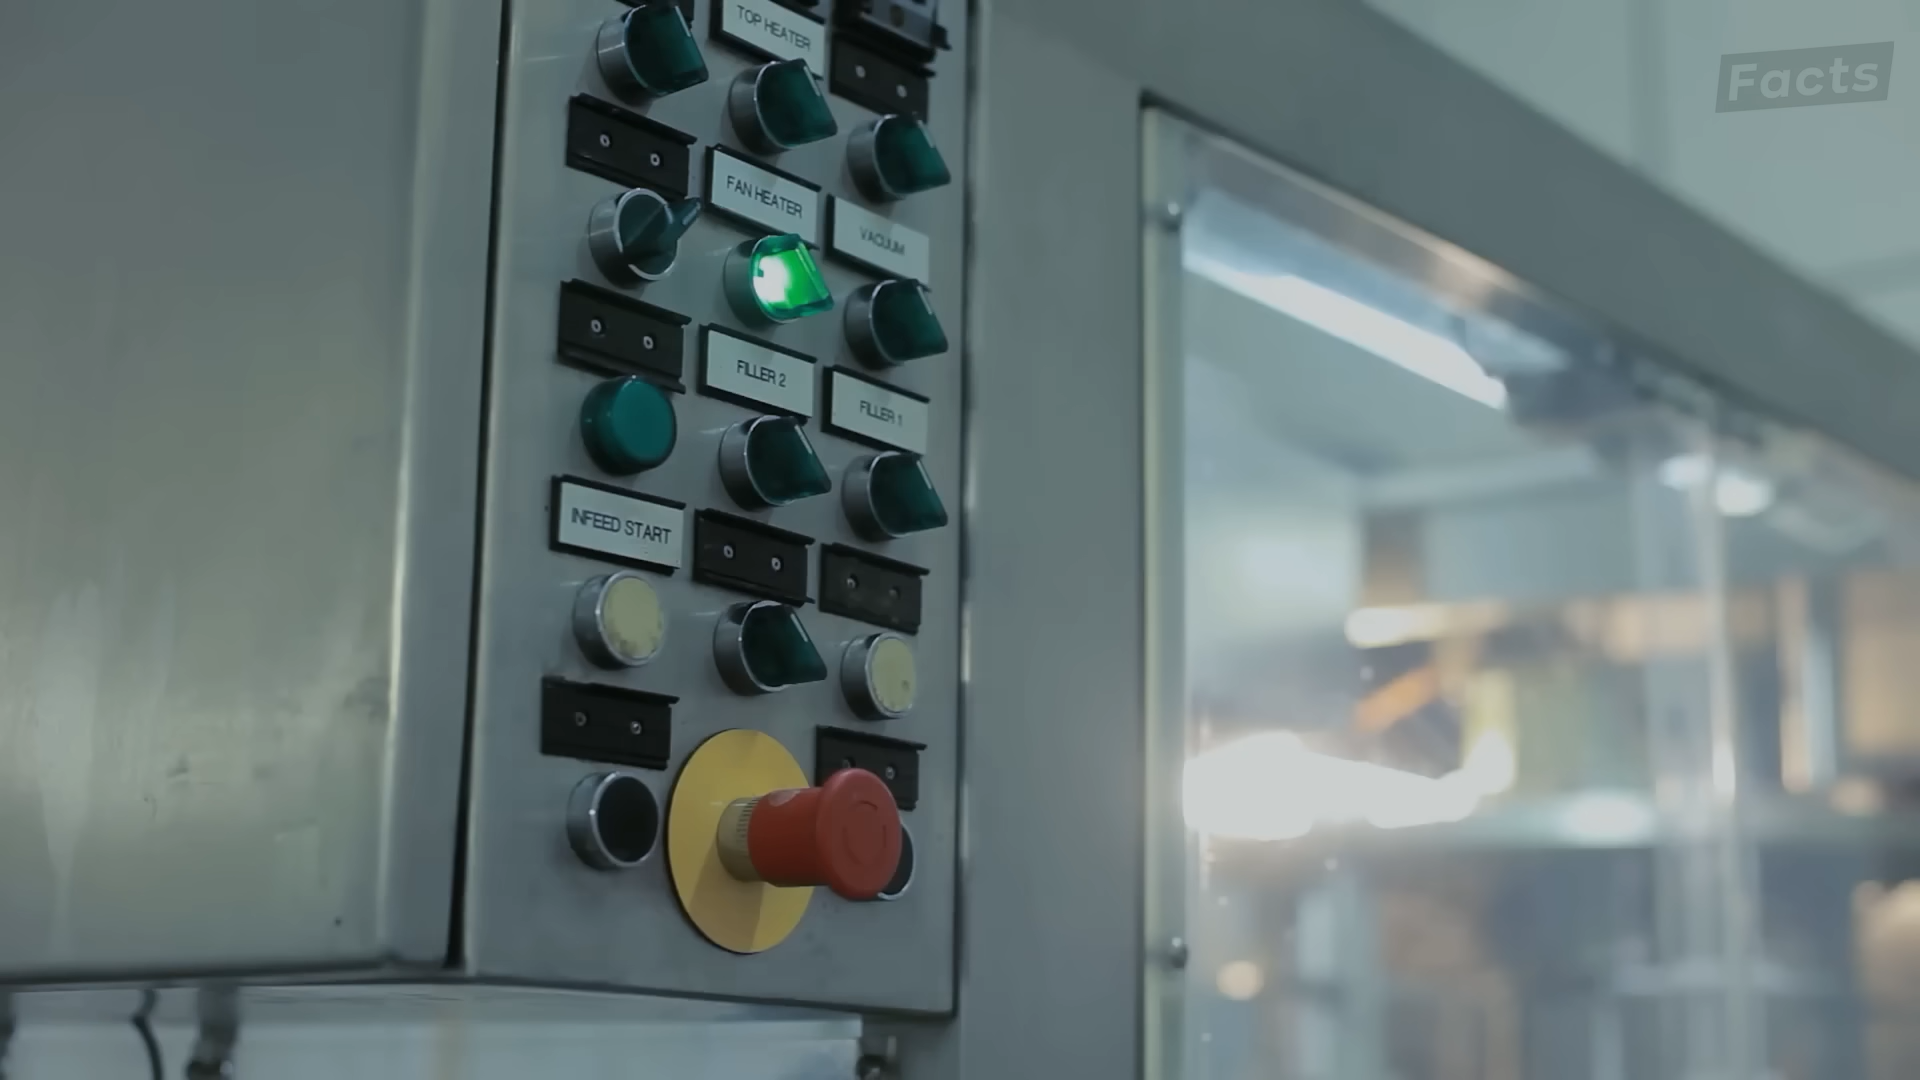 TOP HEATER
Facts
FAN HEATER
VACUUM
FILLER 2
FILLER 1
INFEED START